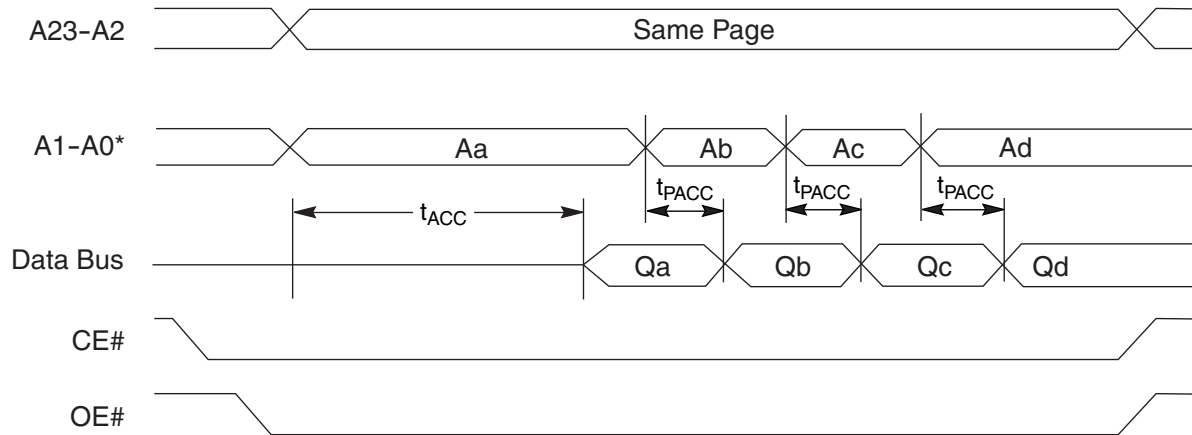 A23–A2 Same Page
A1–A0* Aa Ab Ac Ad
tPACC tPACC tPACC
tACC
Data Bus Qa Qb Qc Qd
CE#
OE#